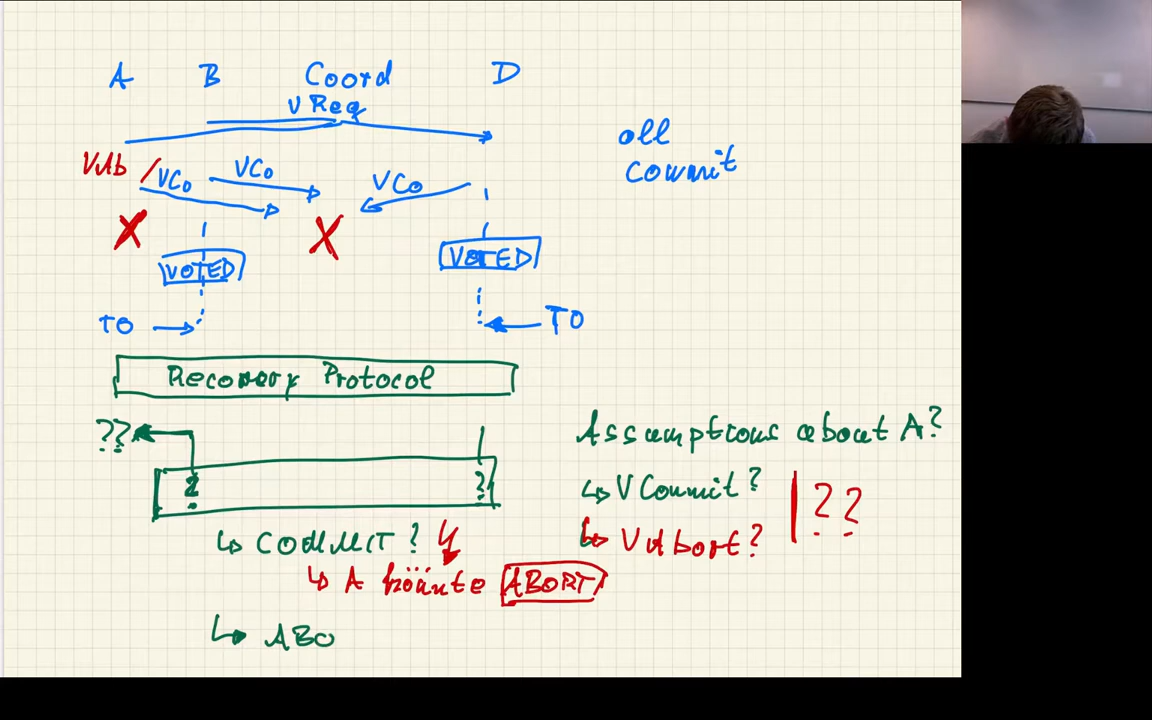 A B Coord D
VReq
all
commit
VAb / VCo VCo VCo
X X
VOTED VOTED
TO TO
Recovery Protocol
?? Assumptions about A?
? ? ↳ VCommit? ??
↳ COMMIT? ↳ VAbort?
↳ A könnte ABORT
↳ ABO